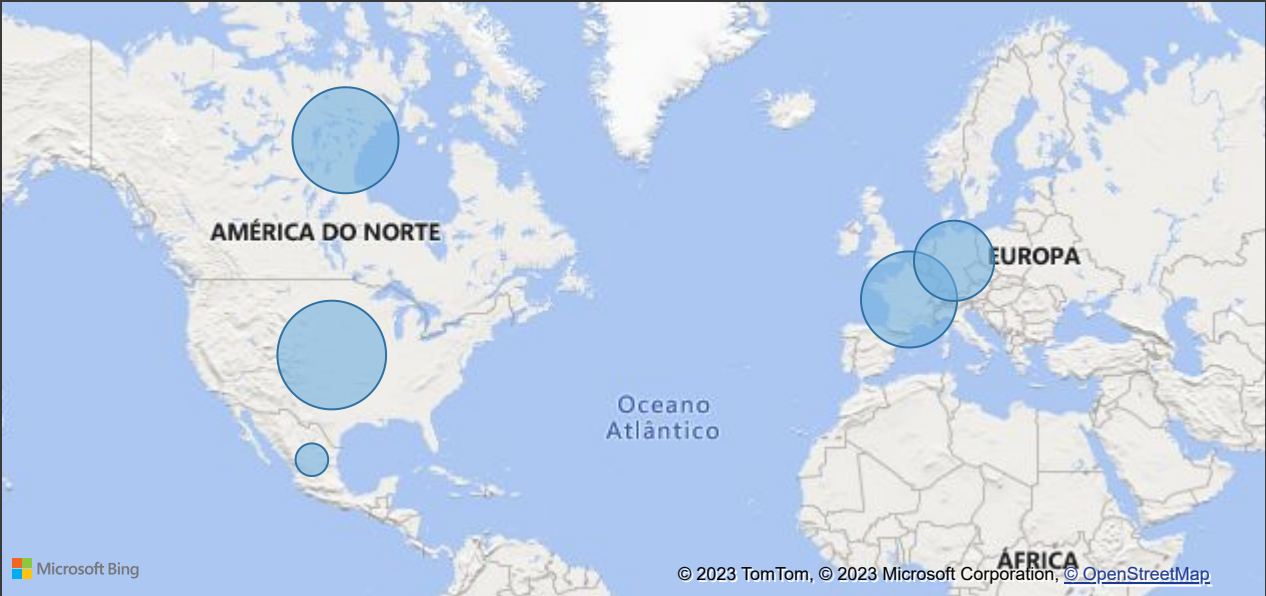 AMÉRICA DO NORTE
EUROPA
Oceano
Atlântico
ÁFRICA
Microsoft Bing
© 2023 TomTom, © 2023 Microsoft Corporation, © OpenStreetMap